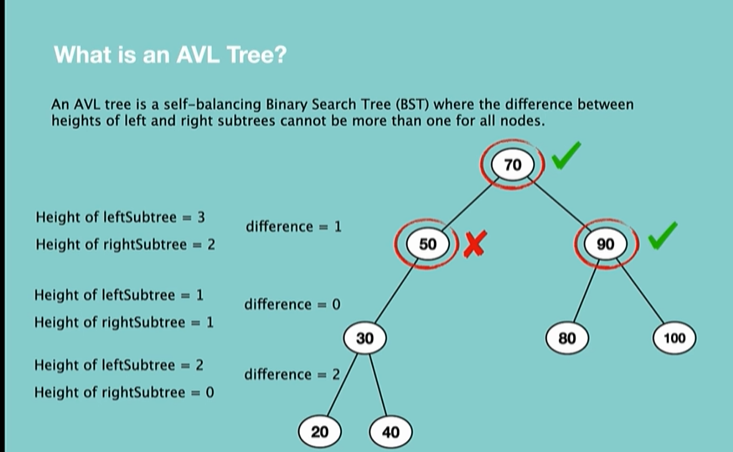 What is an AVL Tree?
An AVL tree is a self-balancing Binary Search Tree (BST) where the difference between
heights of left and right subtrees cannot be more than one for all nodes.
70
Height of leftSubtree = 3
difference = 1
Height of rightSubtree = 2
50
90
Height of leftSubtree = 1
difference = 0
Height of rightSubtree = 1
30
80
100
Height of leftSubtree = 2
difference = 2
Height of rightSubtree = 0
20
40